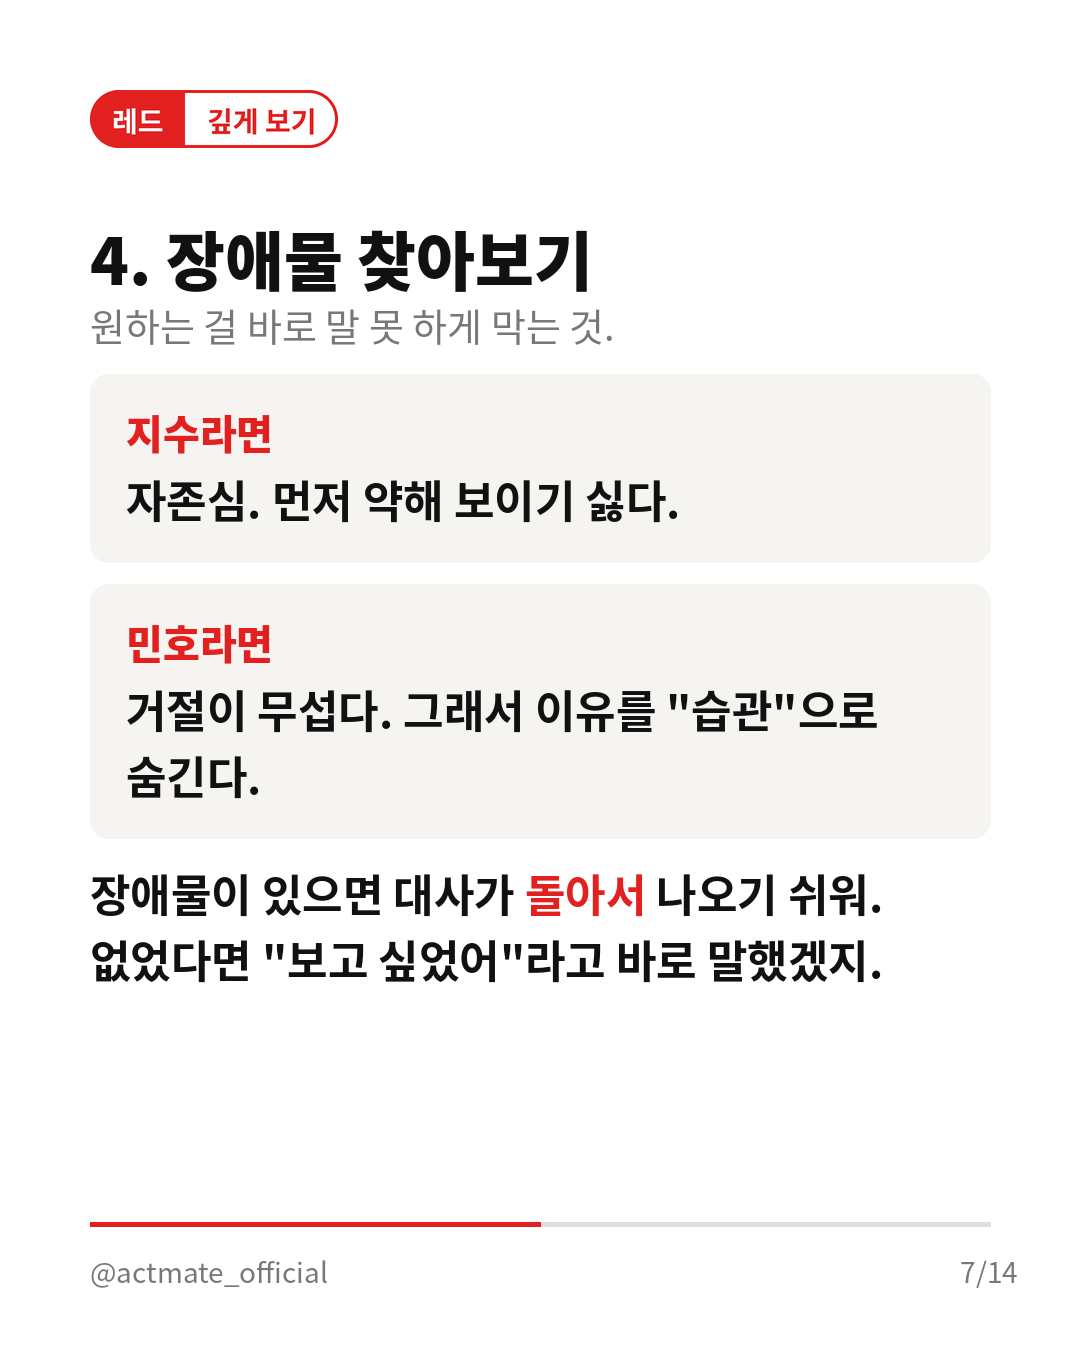 레드 깊게 보기
4. 장애물 찾아보기
원하는 걸 바로 말 못 하게 막는 것.
지수라면
자존심. 먼저 약해 보이기 싫다.
민호라면
거절이 무섭다. 그래서 이유를 "습관"으로
숨긴다.
장애물이 있으면 대사가 돌아서 나오기 쉬워.
없었다면 "보고 싶었어"라고 바로 말했겠지.
@actmate_official 7/14